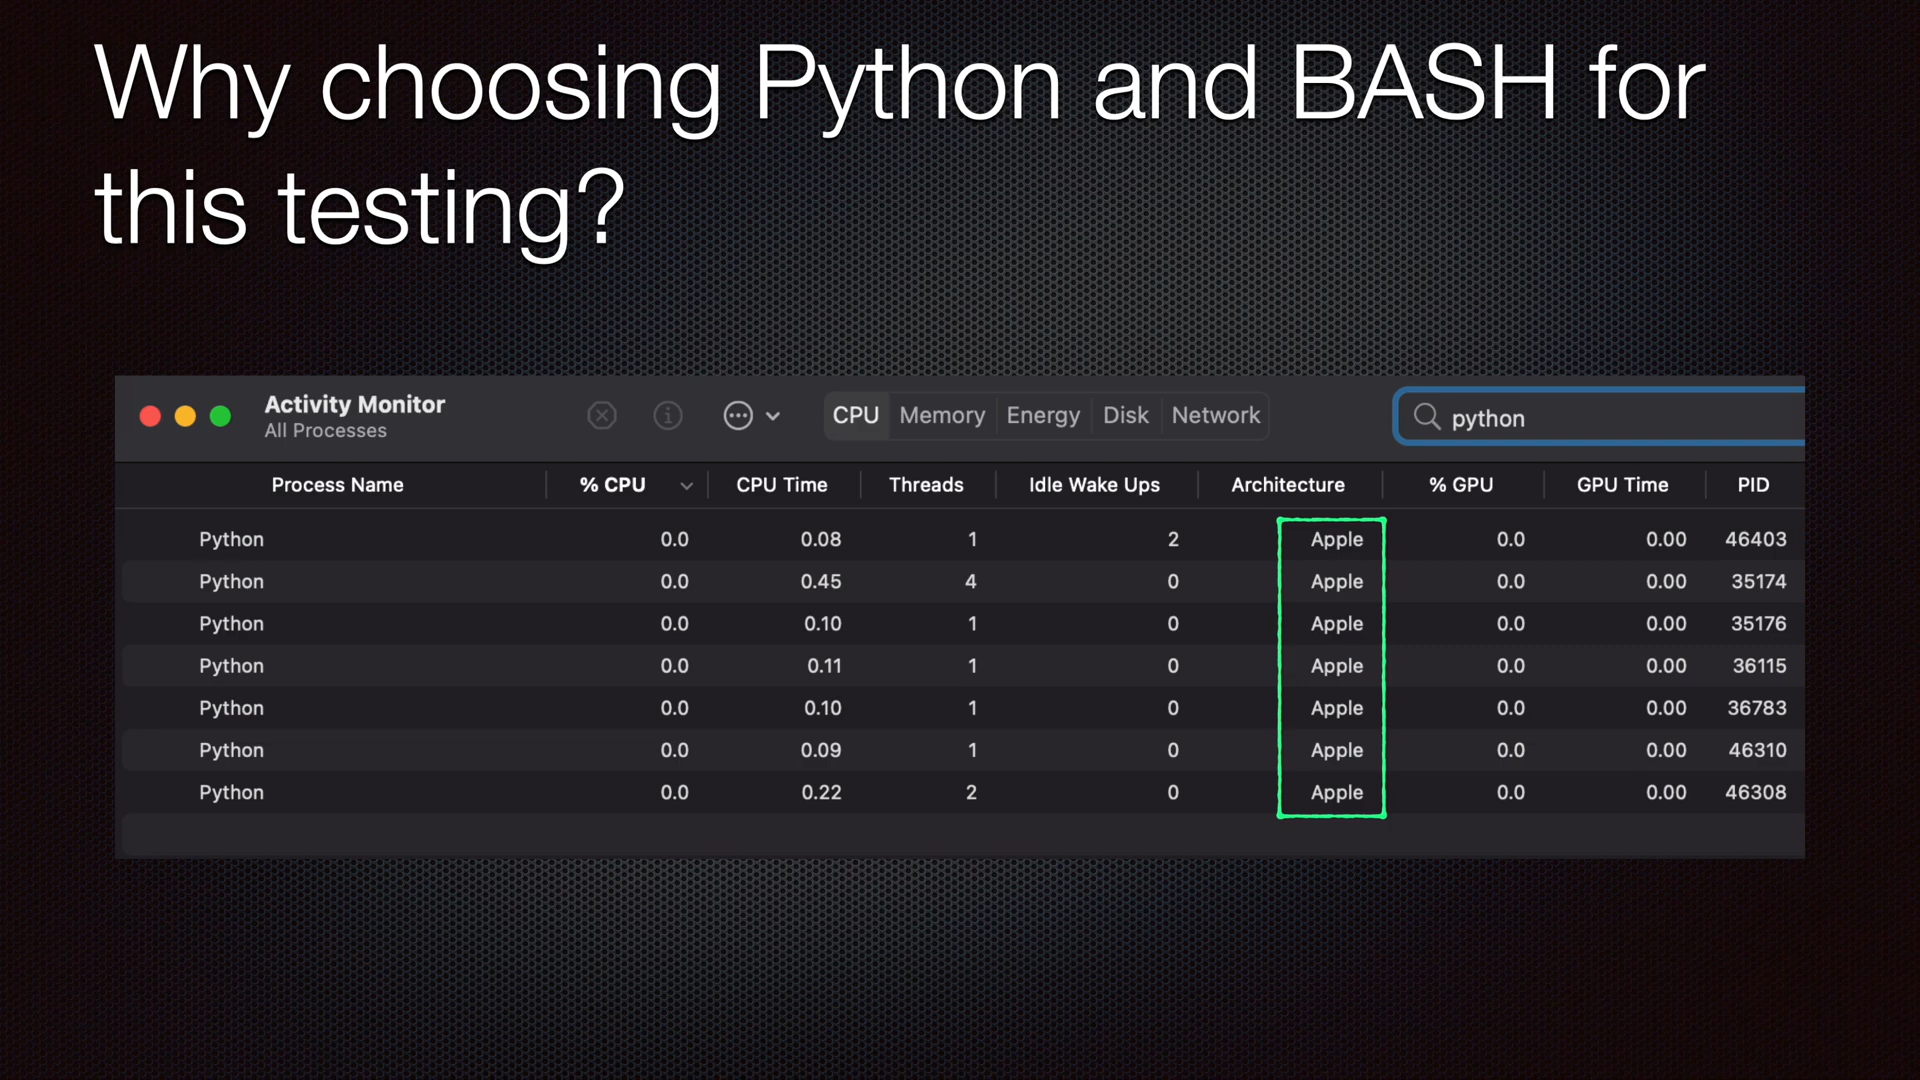 Why choosing Python and BASH for
this testing?
Activity Monitor
All Processes
CPU Memory Energy Disk Network
python
Process Name % CPU CPU Time Threads Idle Wake Ups Architecture % GPU GPU Time PID
Python 0.0 0.08 1 2 Apple 0.0 0.00 46403
Python 0.0 0.45 4 0 Apple 0.0 0.00 35174
Python 0.0 0.10 1 0 Apple 0.0 0.00 35176
Python 0.0 0.11 1 0 Apple 0.0 0.00 36115
Python 0.0 0.10 1 0 Apple 0.0 0.00 36783
Python 0.0 0.09 1 0 Apple 0.0 0.00 46310
Python 0.0 0.22 2 0 Apple 0.0 0.00 46308